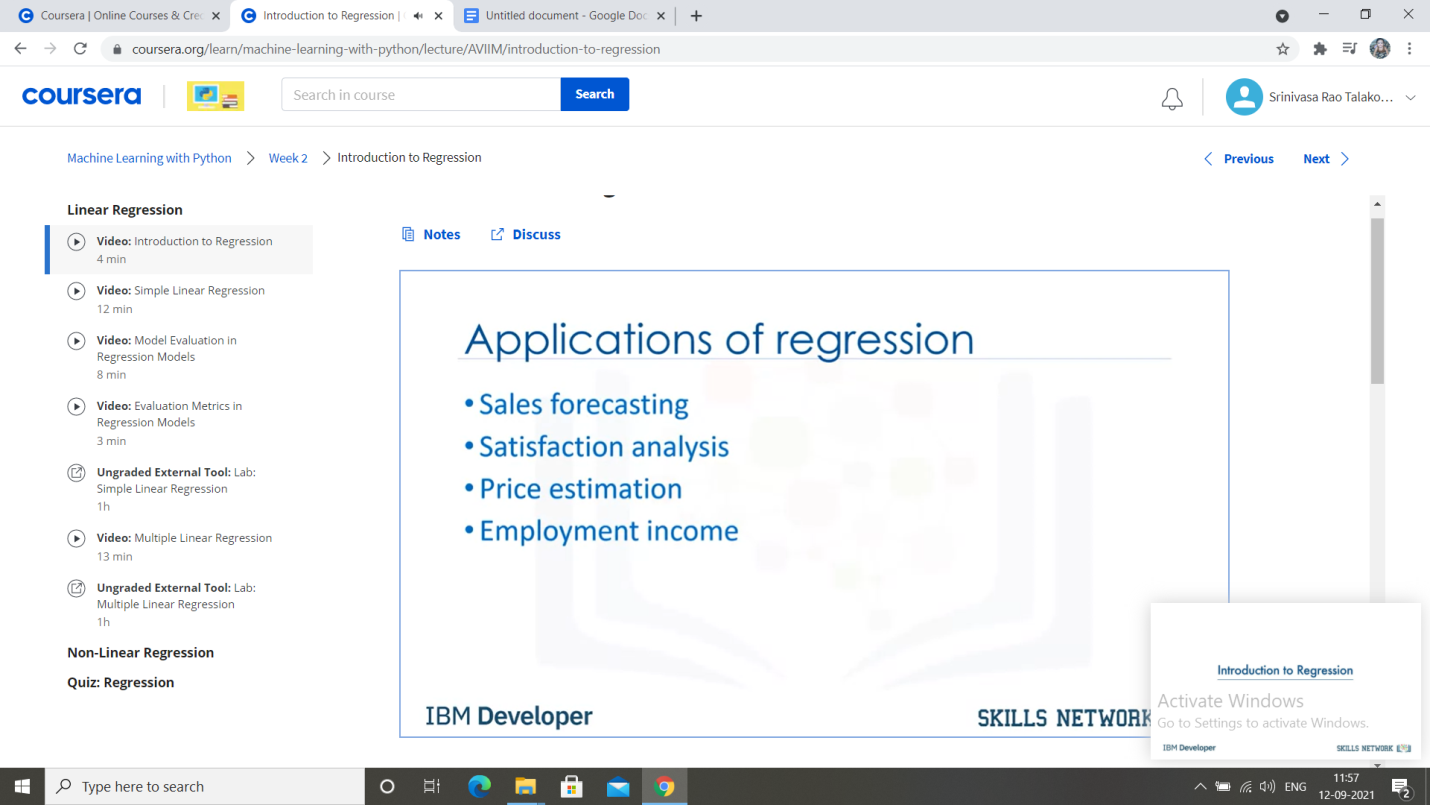 Coursera | Online Courses & Cre
Introduction to Regression |
Untitled document - Google Doc
coursera.org/learn/machine-learning-with-python/lecture/AVIIM/introduction-to-regression
coursera
Search in course
Search
Srinivasa Rao Talako...
Machine Learning with Python
Week 2
Introduction to Regression
Previous
Next
Linear Regression
Video: Introduction to Regression
4 min
Video: Simple Linear Regression
12 min
Video: Model Evaluation in
Regression Models
8 min
Video: Evaluation Metrics in
Regression Models
3 min
Ungraded External Tool: Lab:
Simple Linear Regression
1h
Video: Multiple Linear Regression
13 min
Ungraded External Tool: Lab:
Multiple Linear Regression
1h
Non-Linear Regression
Quiz: Regression
Notes
Discuss
Applications of regression
• Sales forecasting
• Satisfaction analysis
• Price estimation
• Employment income
IBM Developer
SKILLS NETWORK
Introduction to Regression
Activate Windows
Go to Settings to activate Windows.
IBM Developer
SKILLS NETWORK
Type here to search
ENG
11:57
12-09-2021
2